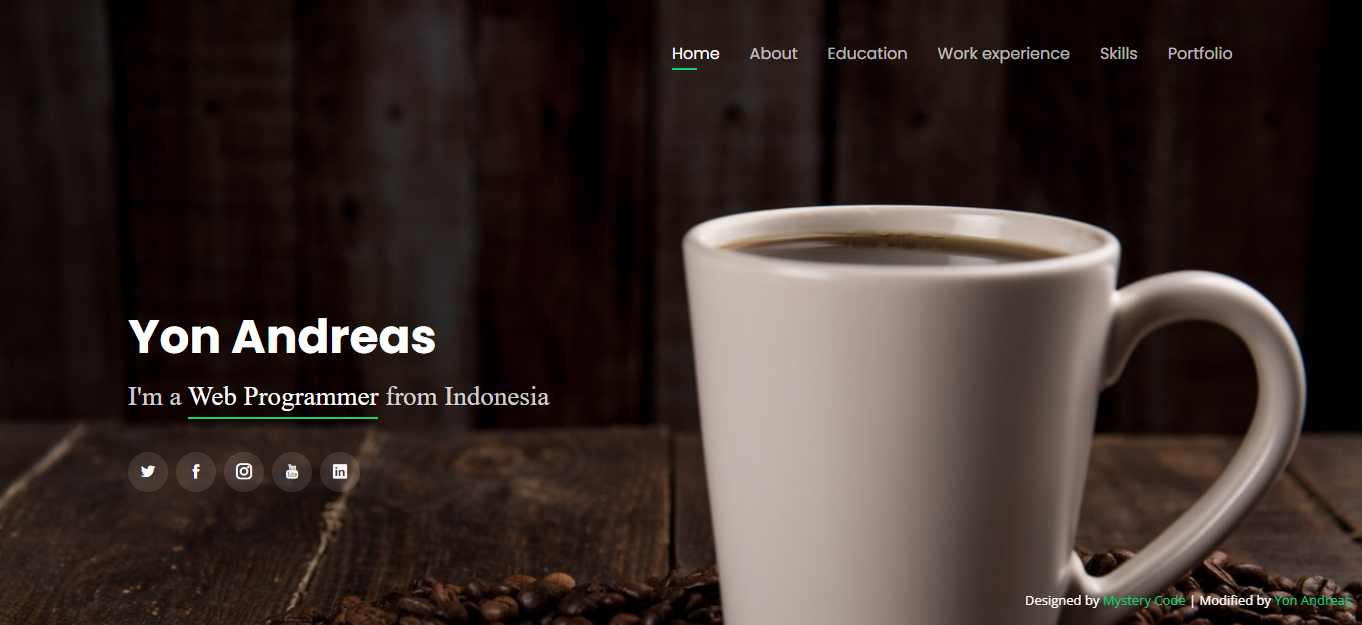 Home About Education Work experience Skills Portfolio
Yon Andreas
I'm a Web Programmer from Indonesia
Designed by Mystery Code | Modified by Yon Andreas